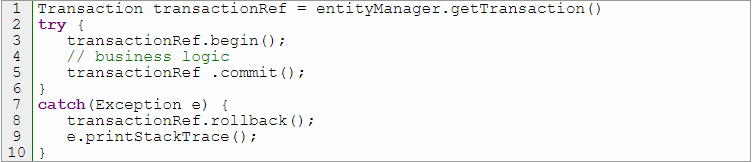 1 Transaction transactionRef = entityManager.getTransaction()
2 try {
3    transactionRef.begin();
4    // business logic
5    transactionRef .commit();
6 }
7 catch(Exception e) {
8    transactionRef.rollback();
9    e.printStackTrace();
10 }